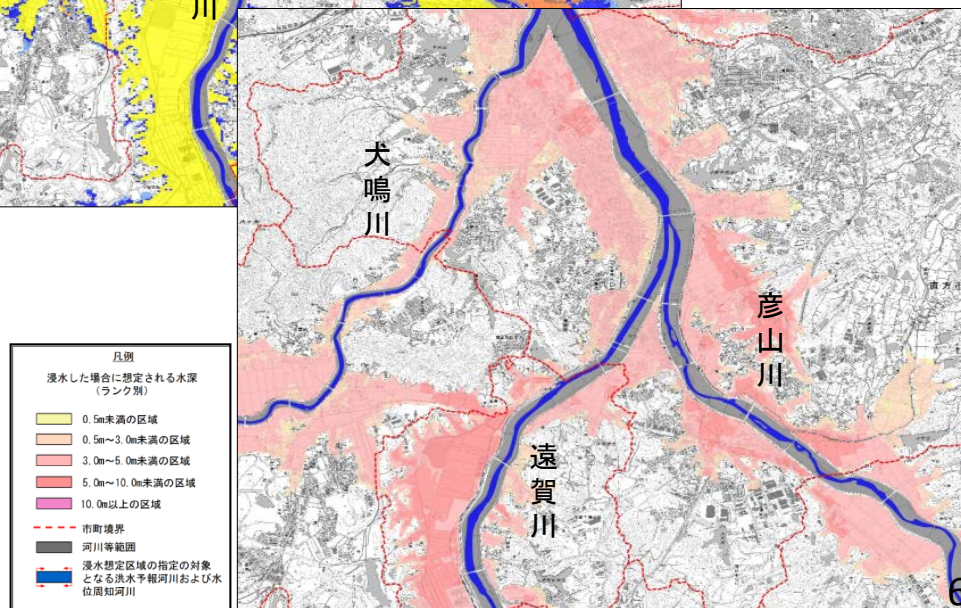 川
犬鳴川
彦山川
遠賀川
直方市
凡例
浸水した場合に想定される水深
(ランク別)
0.5m未満の区域
0.5m~3.0m未満の区域
3.0m~5.0m未満の区域
5.0m~10.0m未満の区域
10.0m以上の区域
市町境界
河川等範囲
浸水想定区域の指定の対象
となる洪水予報河川および水
位周知河川
6